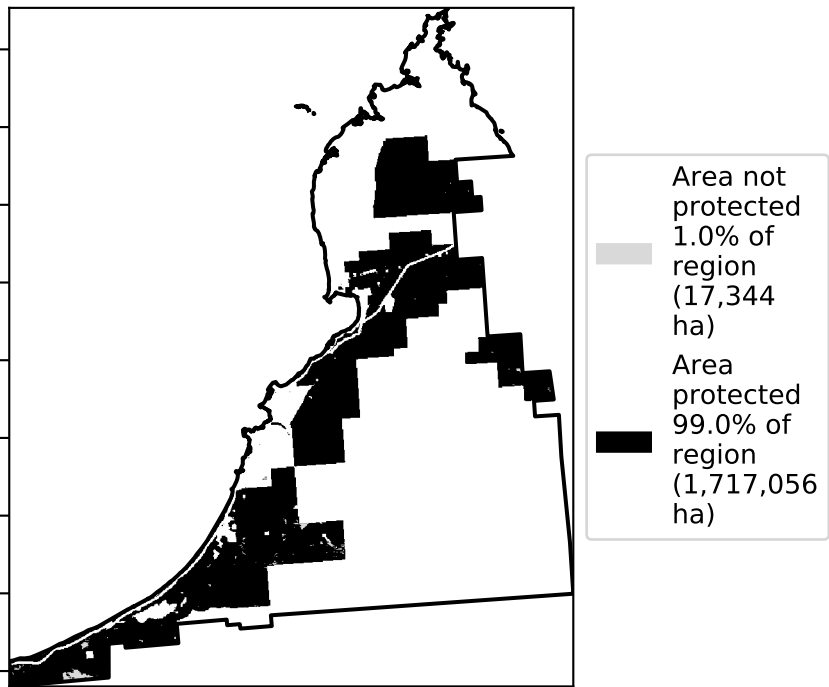 Area not
protected
1.0% of
region
(17,344
ha)
Area
protected
99.0% of
region
(1,717,056
ha)